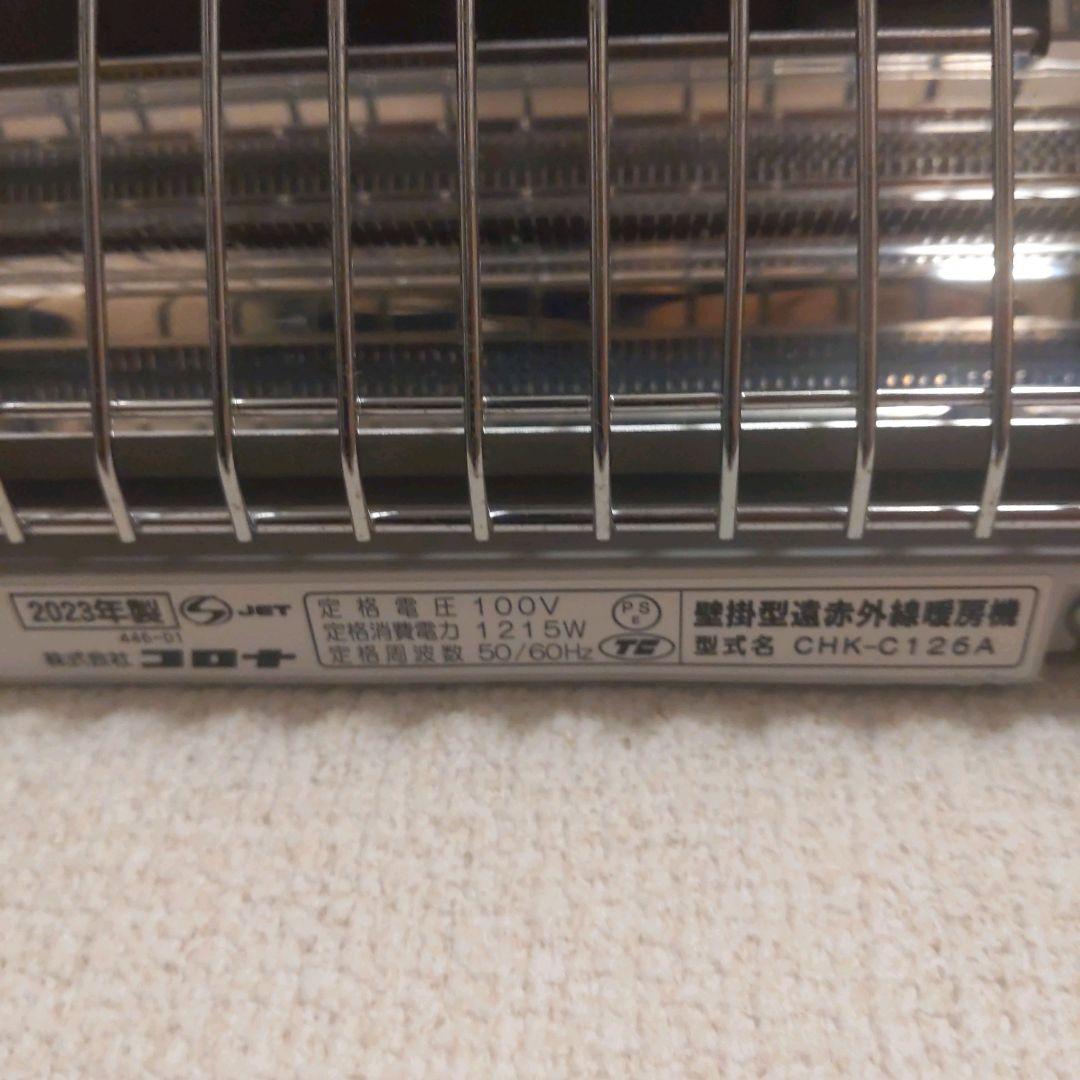 2023年製
JET
446-01
株式会社 コロナ
定格電圧 100V
定格消費電力 1215W
定格周波数 50/60Hz
PS
E
壁掛型遠赤外線暖房機
型式名 CHK-C126A